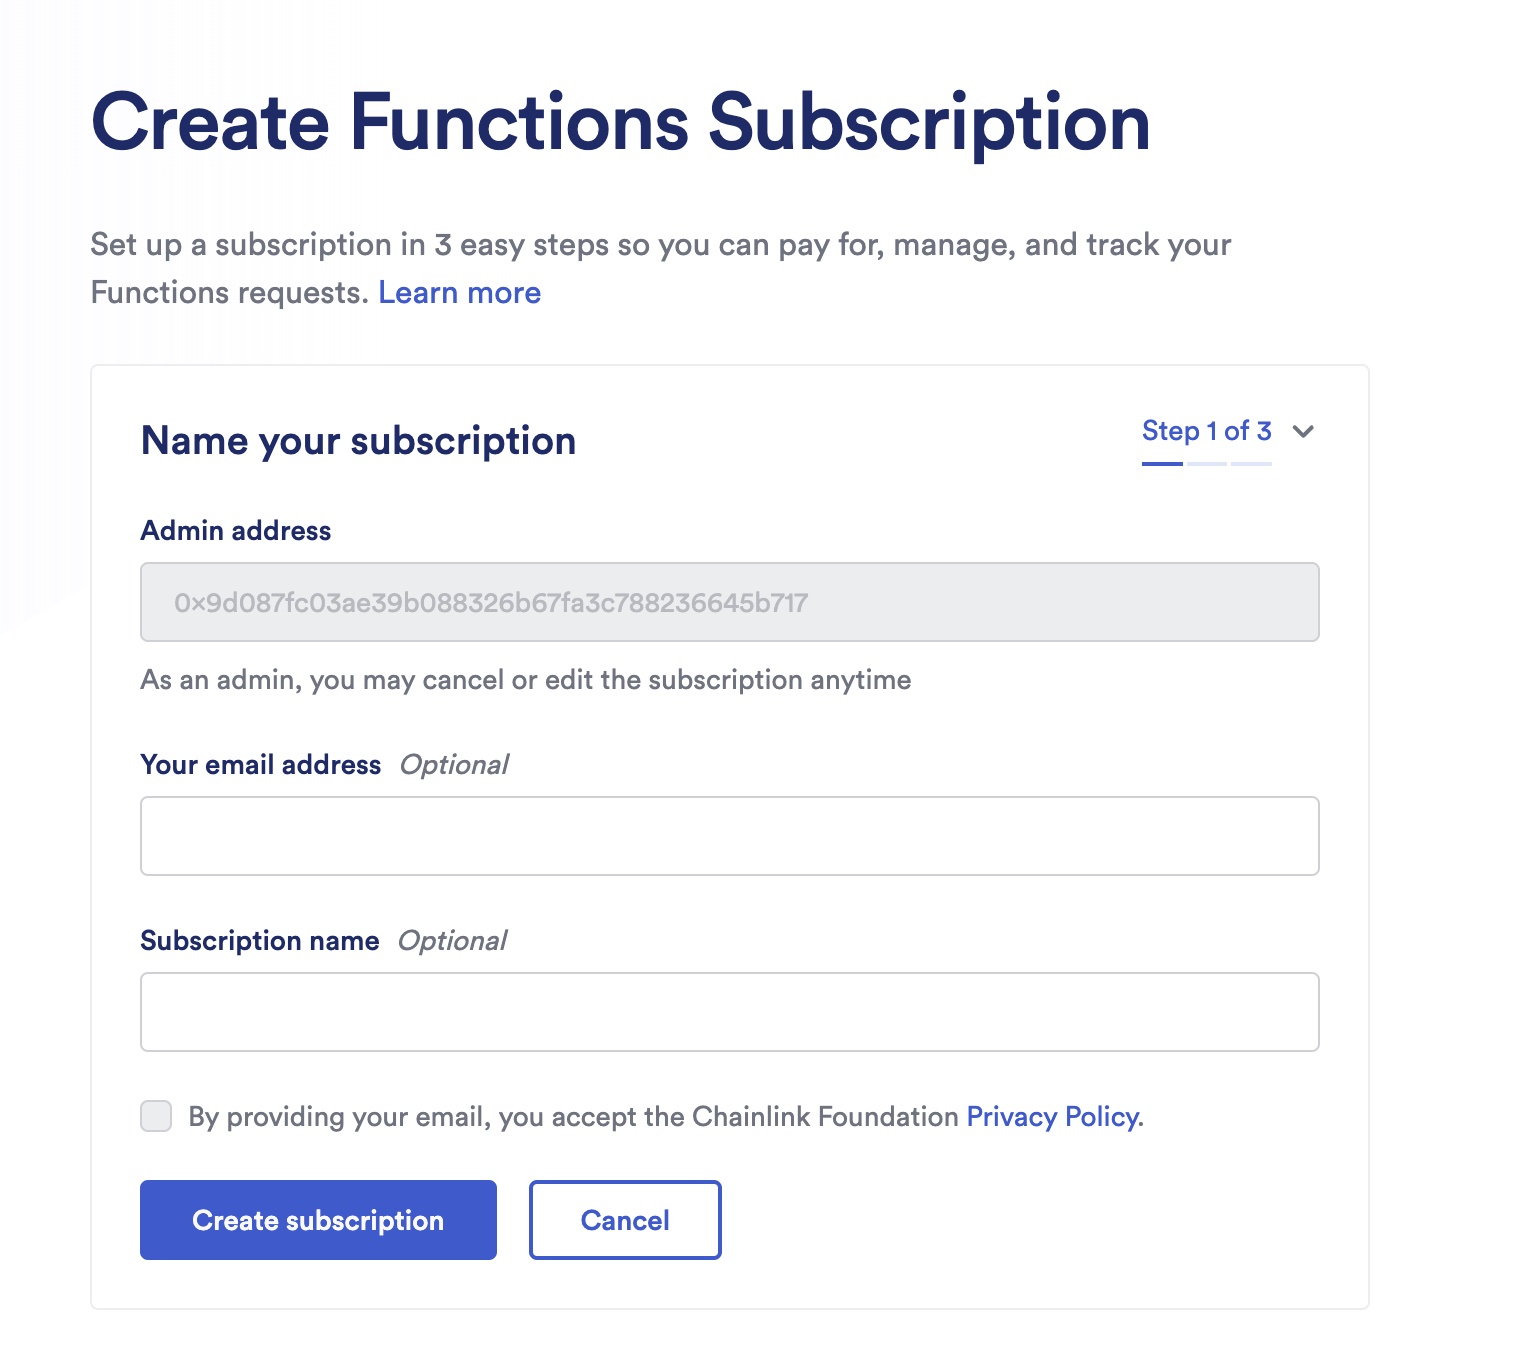 Create Functions Subscription
Set up a subscription in 3 easy steps so you can pay for, manage, and track your
Functions requests. Learn more
Name your subscription
Step 1 of 3
Admin address
0x9d087fc03ae39b088326b67fa3c788236645b717
As an admin, you may cancel or edit the subscription anytime
Your email address Optional
Subscription name Optional
By providing your email, you accept the Chainlink Foundation Privacy Policy.
Create subscription
Cancel